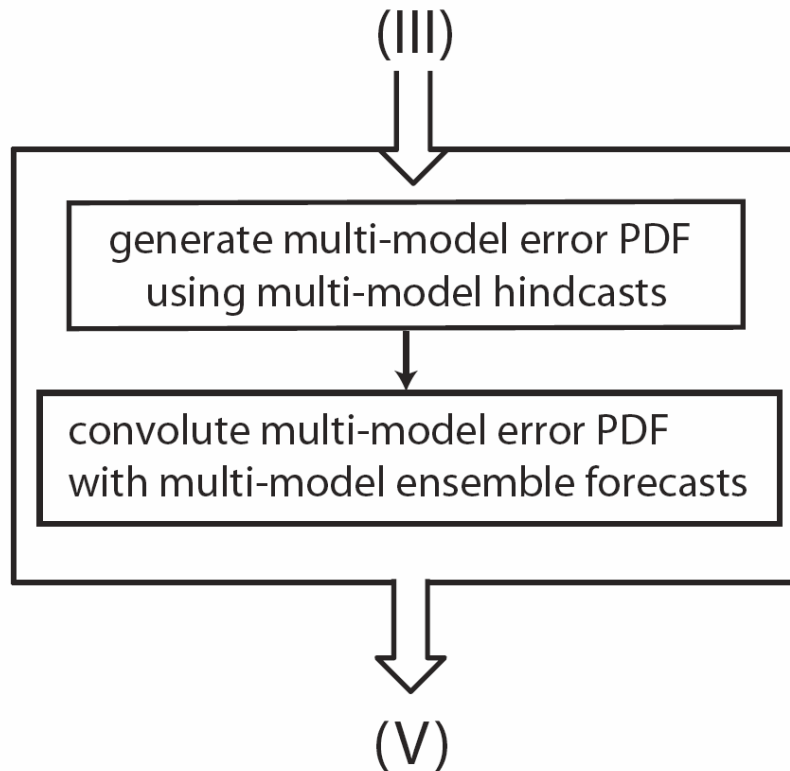 (III)
generate multi-model error PDF
using multi-model hindcasts
convolute multi-model error PDF
with multi-model ensemble forecasts
(V)